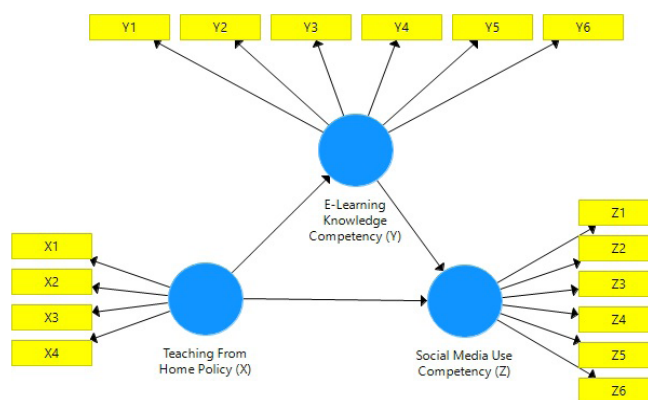 Y1
Y2
Y3
Y4
Y5
Y6
E-Learning
Knowledge
Competency (Y)
X1
X2
X3
X4
Teaching From
Home Policy (X)
Social Media Use
Competency (Z)
Z1
Z2
Z3
Z4
Z5
Z6